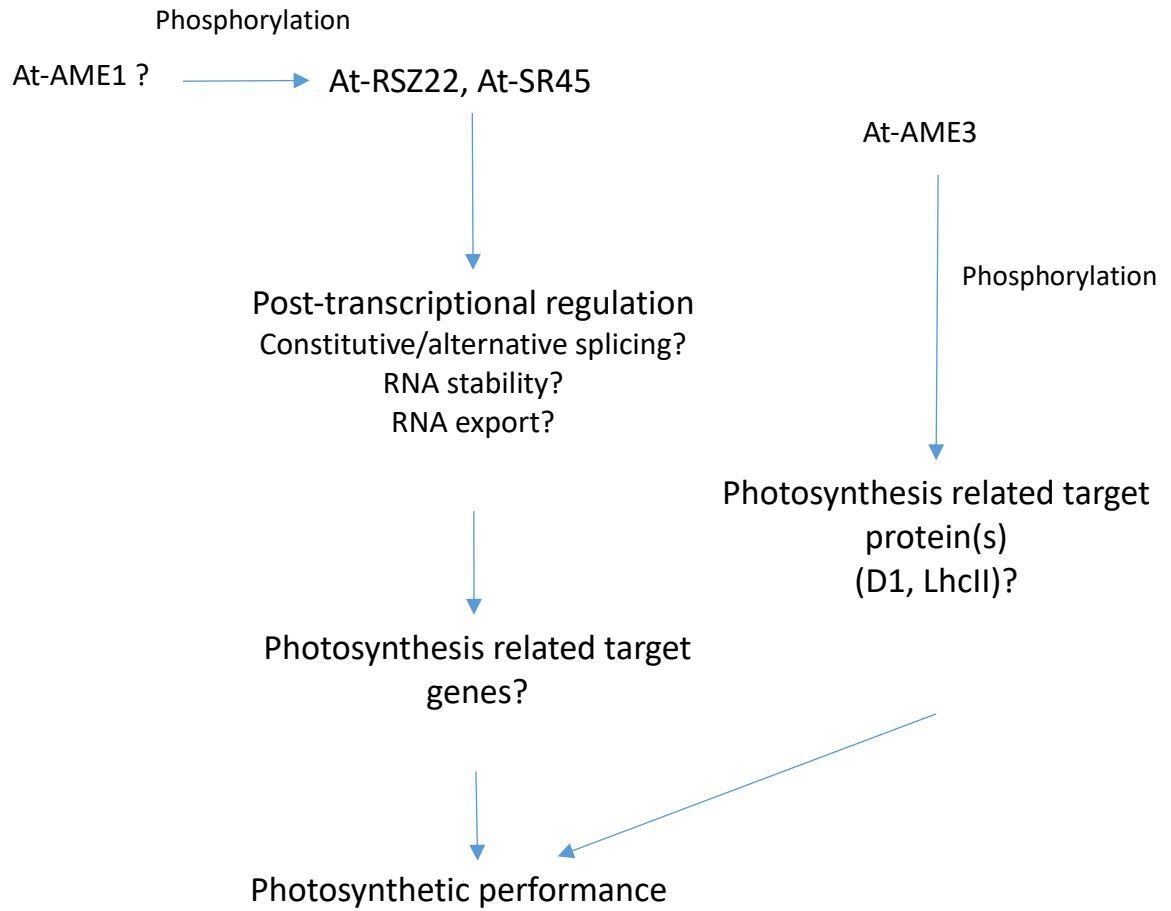 Phosphorylation
At-AME1 ?
At-RSZ22, At-SR45
At-AME3
Phosphorylation
Post-transcriptional regulation
Constitutive/alternative splicing?
RNA stability?
RNA export?
Photosynthesis related target
protein(s)
(D1, LhcII)?
Photosynthesis related target
genes?
Photosynthetic performance